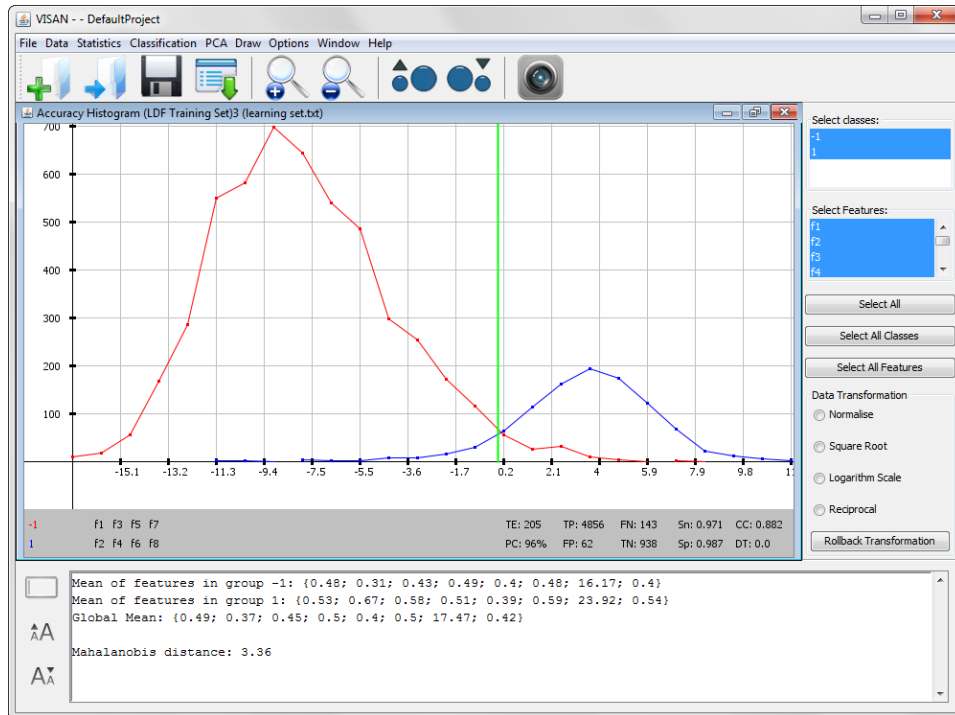 VISAN - - DefaultProject
File Data Statistics Classification PCA Draw Options Window Help
Accuracy Histogram (LDF Training Set)3 (learning set.txt)
700
600
500
400
300
200
100
-15.1 -13.2 -11.3 -9.4 -7.5 -5.5 -3.6 -1.7 0.2 2.1 4 5.9 7.9 9.8
-1 f1 f3 f5 f7 TE: 205 TP: 4856 FN: 143 Sn: 0.971 CC: 0.882
1 f2 f4 f6 f8 PC: 96% FP: 62 TN: 938 Sp: 0.987 DT: 0.0
Select classes:
-1
1
Select Features:
f1
f2
f3
f4
Select All
Select All Classes
Select All Features
Data Transformation
Normalise
Square Root
Logarithm Scale
Reciprocal
Rollback Transformation
Mean of features in group -1: {0.48; 0.31; 0.43; 0.49; 0.4; 0.48; 16.17; 0.4}
Mean of features in group 1: {0.53; 0.67; 0.58; 0.51; 0.39; 0.59; 23.92; 0.54}
Global Mean: {0.49; 0.37; 0.45; 0.5; 0.4; 0.5; 17.47; 0.42}
Mahalanobis distance: 3.36
AA
AA